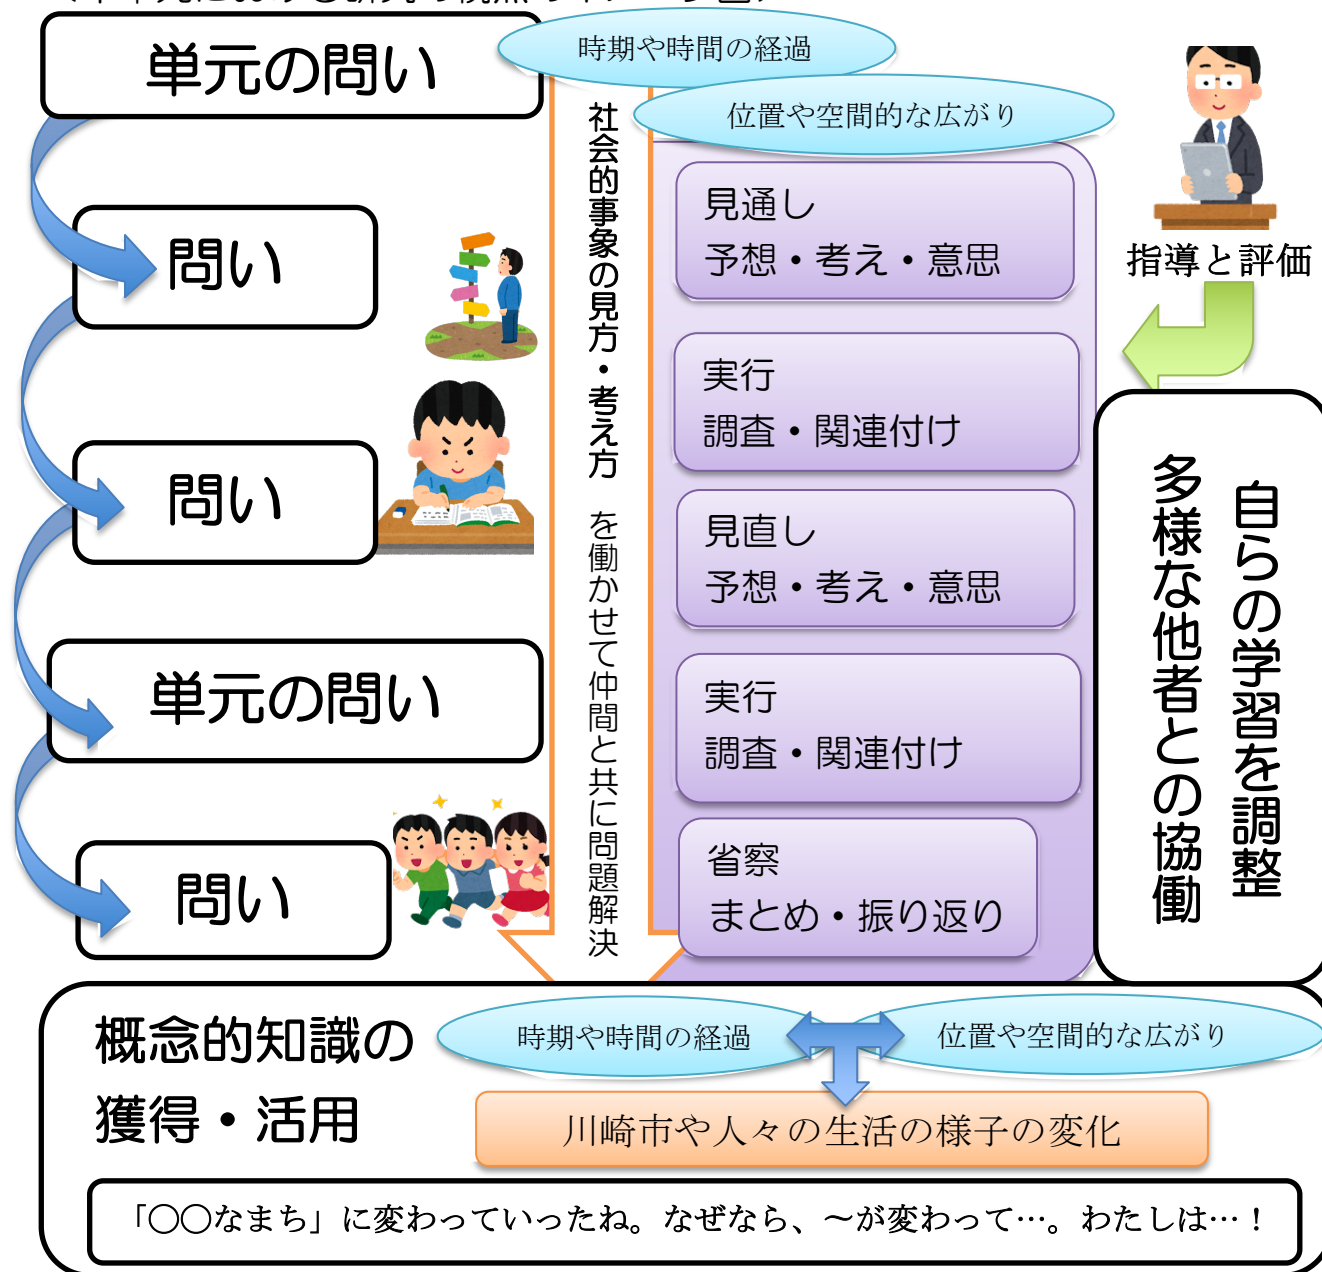 単元の問い
時期や時間の経過
位置や空間的な広がり
社会的事象の見方・考え方 を働かせて仲間と共に問題解決
見通し
予想・考え・意思
指導と評価
問い
実行
調査・関連付け
問い
見直し
予想・考え・意思
自らの学習を調整
多様な他者との協働
単元の問い
実行
調査・関連付け
問い
省察
まとめ・振り返り
概念的知識の
獲得・活用
時期や時間の経過
位置や空間的な広がり
川崎市や人々の生活の様子の変化
「〇〇なまち」に変わっていったね。なぜなら、～が変わって…。わたしは…！